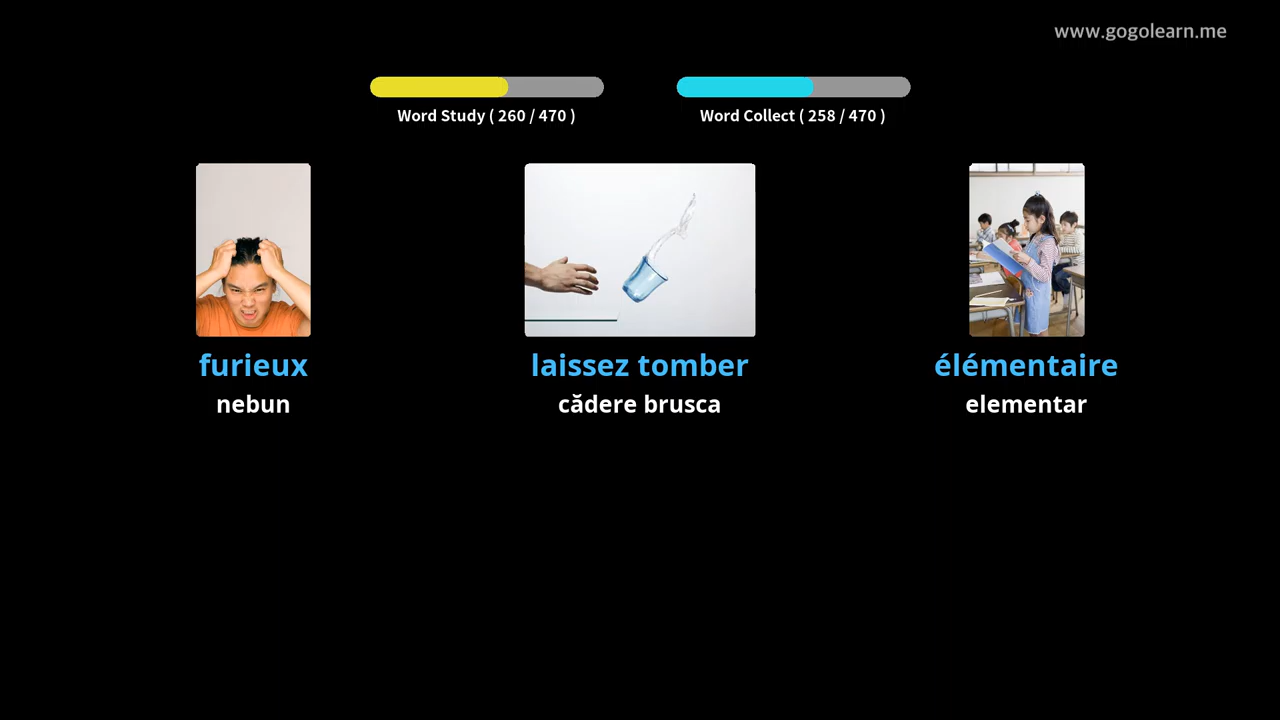 www.gogolearn.me
Word Study ( 260 / 470 )
Word Collect ( 258 / 470 )
furieux
nebun
laissez tomber
cădere brusca
élémentaire
elementar